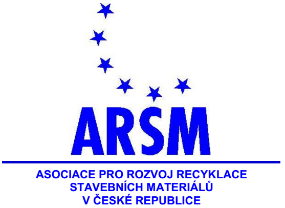 ARSM
ASOCIACE PRO ROZVOJ RECYKLACE
STAVEBNÍCH MATERIÁLŮ
V ČESKÉ REPUBLICE